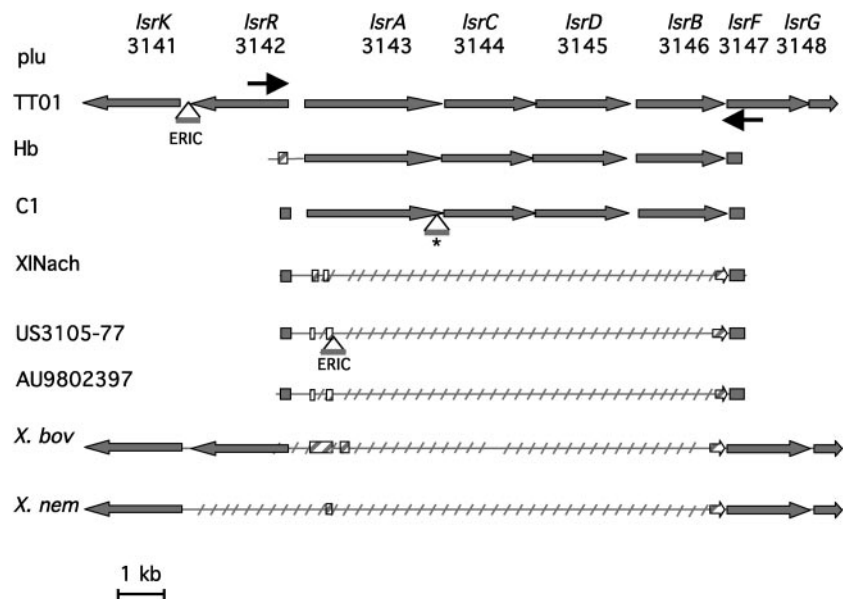 lsrK lsrR lsrA lsrC lsrD lsrB lsrF lsrG
plu 3141 3142 3143 3144 3145 3146 3147 3148
TT01
ERIC
Hb
C1
*
XINach
US3105-77
ERIC
AU9802397
X. bov
X. nem
1 kb